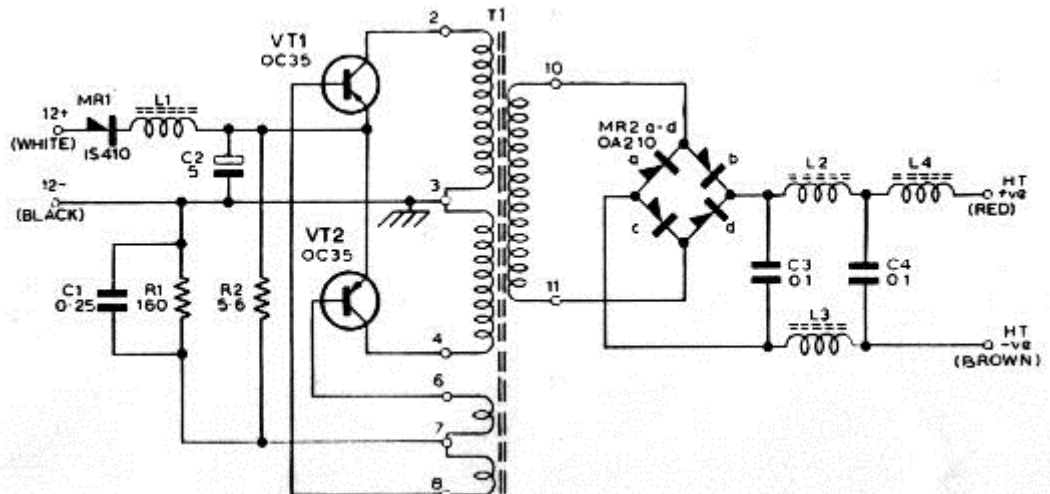 T1
2
VT1
OC35
10
MR1
L1
12+
(WHITE)
IS410
MR2 a-d
OA210
a
b
C2
5
L2
L4
HT
+ve
(RED)
3
12-
(BLACK)
c
d
VT2
OC35
C1
0·25
R1
160
R2
5·6
11
C3
0·1
C4
0·1
L3
4
HT
-ve
(BROWN)
6
7
8